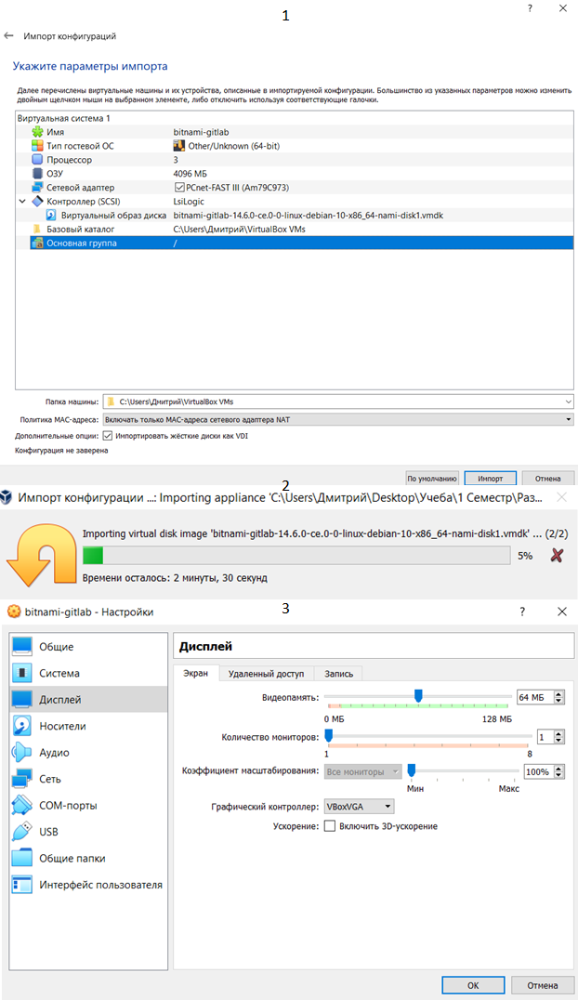 1
?
Импорт конфигураций
Укажите параметры импорта
Далее перечислены виртуальные машины и их устройства, описанные в импортируемой конфигурации. Большинство из указанных параметров можно изменить
двойным щелчком мыши на выбранном элементе, либо отключить используя соответствующие галочки.
Виртуальная система 1
Имя bitnami-gitlab
Тип гостевой ОС Other/Unknown (64-bit)
Процессор 3
ОЗУ 4096 МБ
Сетевой адаптер PCnet-FAST III (Am79C973)
Контроллер (SCSI) LsiLogic
Виртуальный образ диска bitnami-gitlab-14.6.0-ce.0-0-linux-debian-10-x86_64-nami-disk1.vmdk
Базовый каталог C:\Users\Дмитрий\VirtualBox VMs
Основная группа /
Папка машины: C:\Users\Дмитрий\VirtualBox VMs
Политика MAC-адреса: Включать только MAC-адреса сетевого адаптера NAT
Дополнительные опции: Импортировать жёсткие диски как VDI
Конфигурация не заверена
По умолчанию Импорт Отмена
2
Импорт конфигурации ...: Importing appliance 'C:\Users\Дмитрий\Desktop\Учеба\1 Семестр\Раз...
Importing virtual disk image 'bitnami-gitlab-14.6.0-ce.0-0-linux-debian-10-x86_64-nami-disk1.vmdk' ... (2/2)
5%
Времени осталось: 2 минуты, 30 секунд
3
bitnami-gitlab - Настройки ?
Общие
Система
Дисплей
Носители
Аудио
Сеть
COM-порты
USB
Общие папки
Интерфейс пользователя
Дисплей
Экран Удаленный доступ Запись
Видеопамять: 64 МБ
0 МБ 128 МБ
Количество мониторов: 1
1 8
Коэффициент масштабирования: Все мониторы 100%
Мин Макс
Графический контроллер: VBoxVGA
Ускорение: Включить 3D-ускорение
OK Отмена